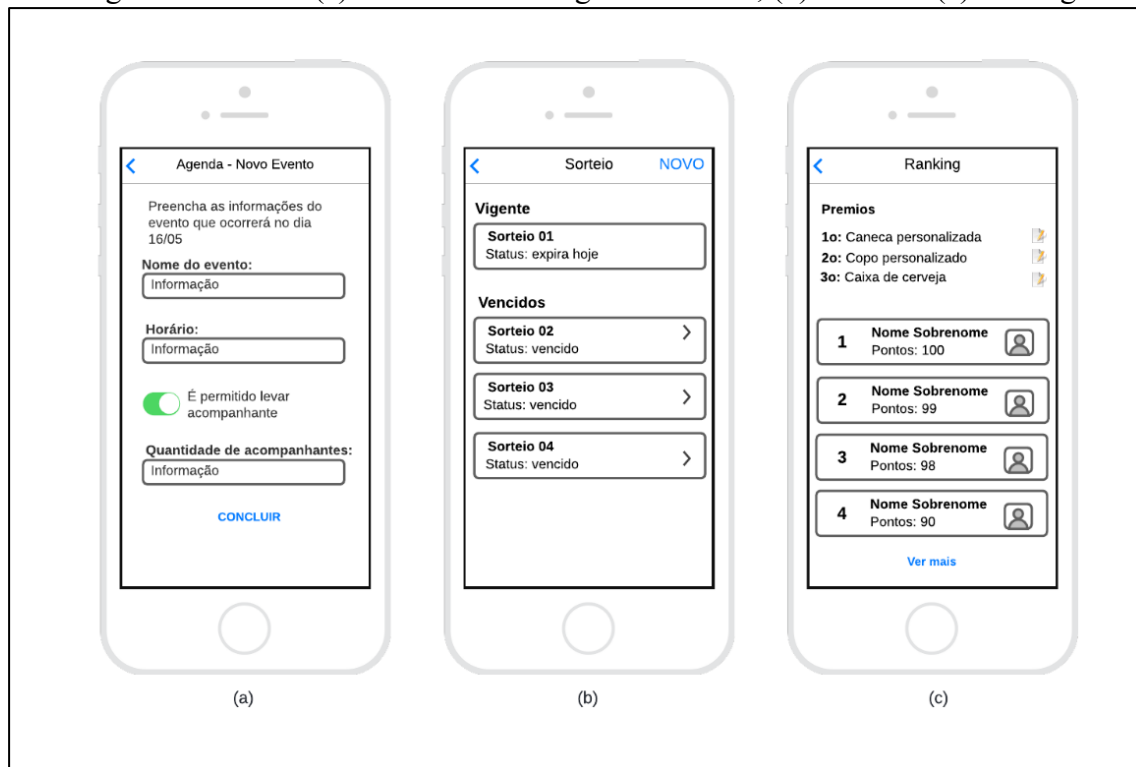 (a) (b) (c)
Agenda - Novo Evento
Preencha as informações do
evento que ocorrerá no dia
16/05
Nome do evento:
Informação
Horário:
Informação
É permitido levar
acompanhante
Quantidade de acompanhantes:
Informação
CONCLUIR
(a)
Sorteio NOVO
Vigente
Sorteio 01
Status: expira hoje
Vencidos
Sorteio 02
Status: vencido
Sorteio 03
Status: vencido
Sorteio 04
Status: vencido
(b)
Ranking
Premios
1o: Caneca personalizada
2o: Copo personalizado
3o: Caixa de cerveja
1 Nome Sobrenome
Pontos: 100
2 Nome Sobrenome
Pontos: 99
3 Nome Sobrenome
Pontos: 98
4 Nome Sobrenome
Pontos: 90
Ver mais
(c)